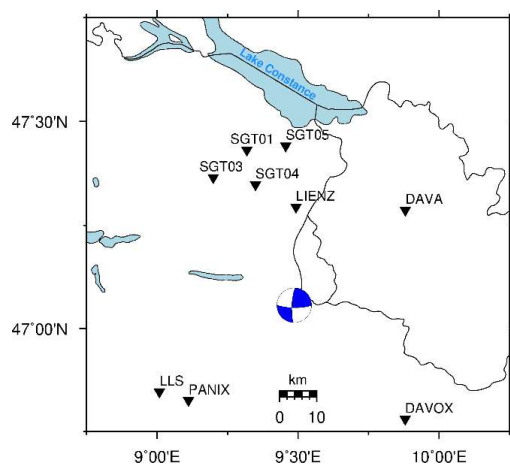 Lake Constance
47°30'N
SGT01
SGT05
SGT03
SGT04
LIENZ
DAVA
47°00'N
LLS
PANIX
km
0 10
DAVOX
9°00'E 9°30'E 10°00'E